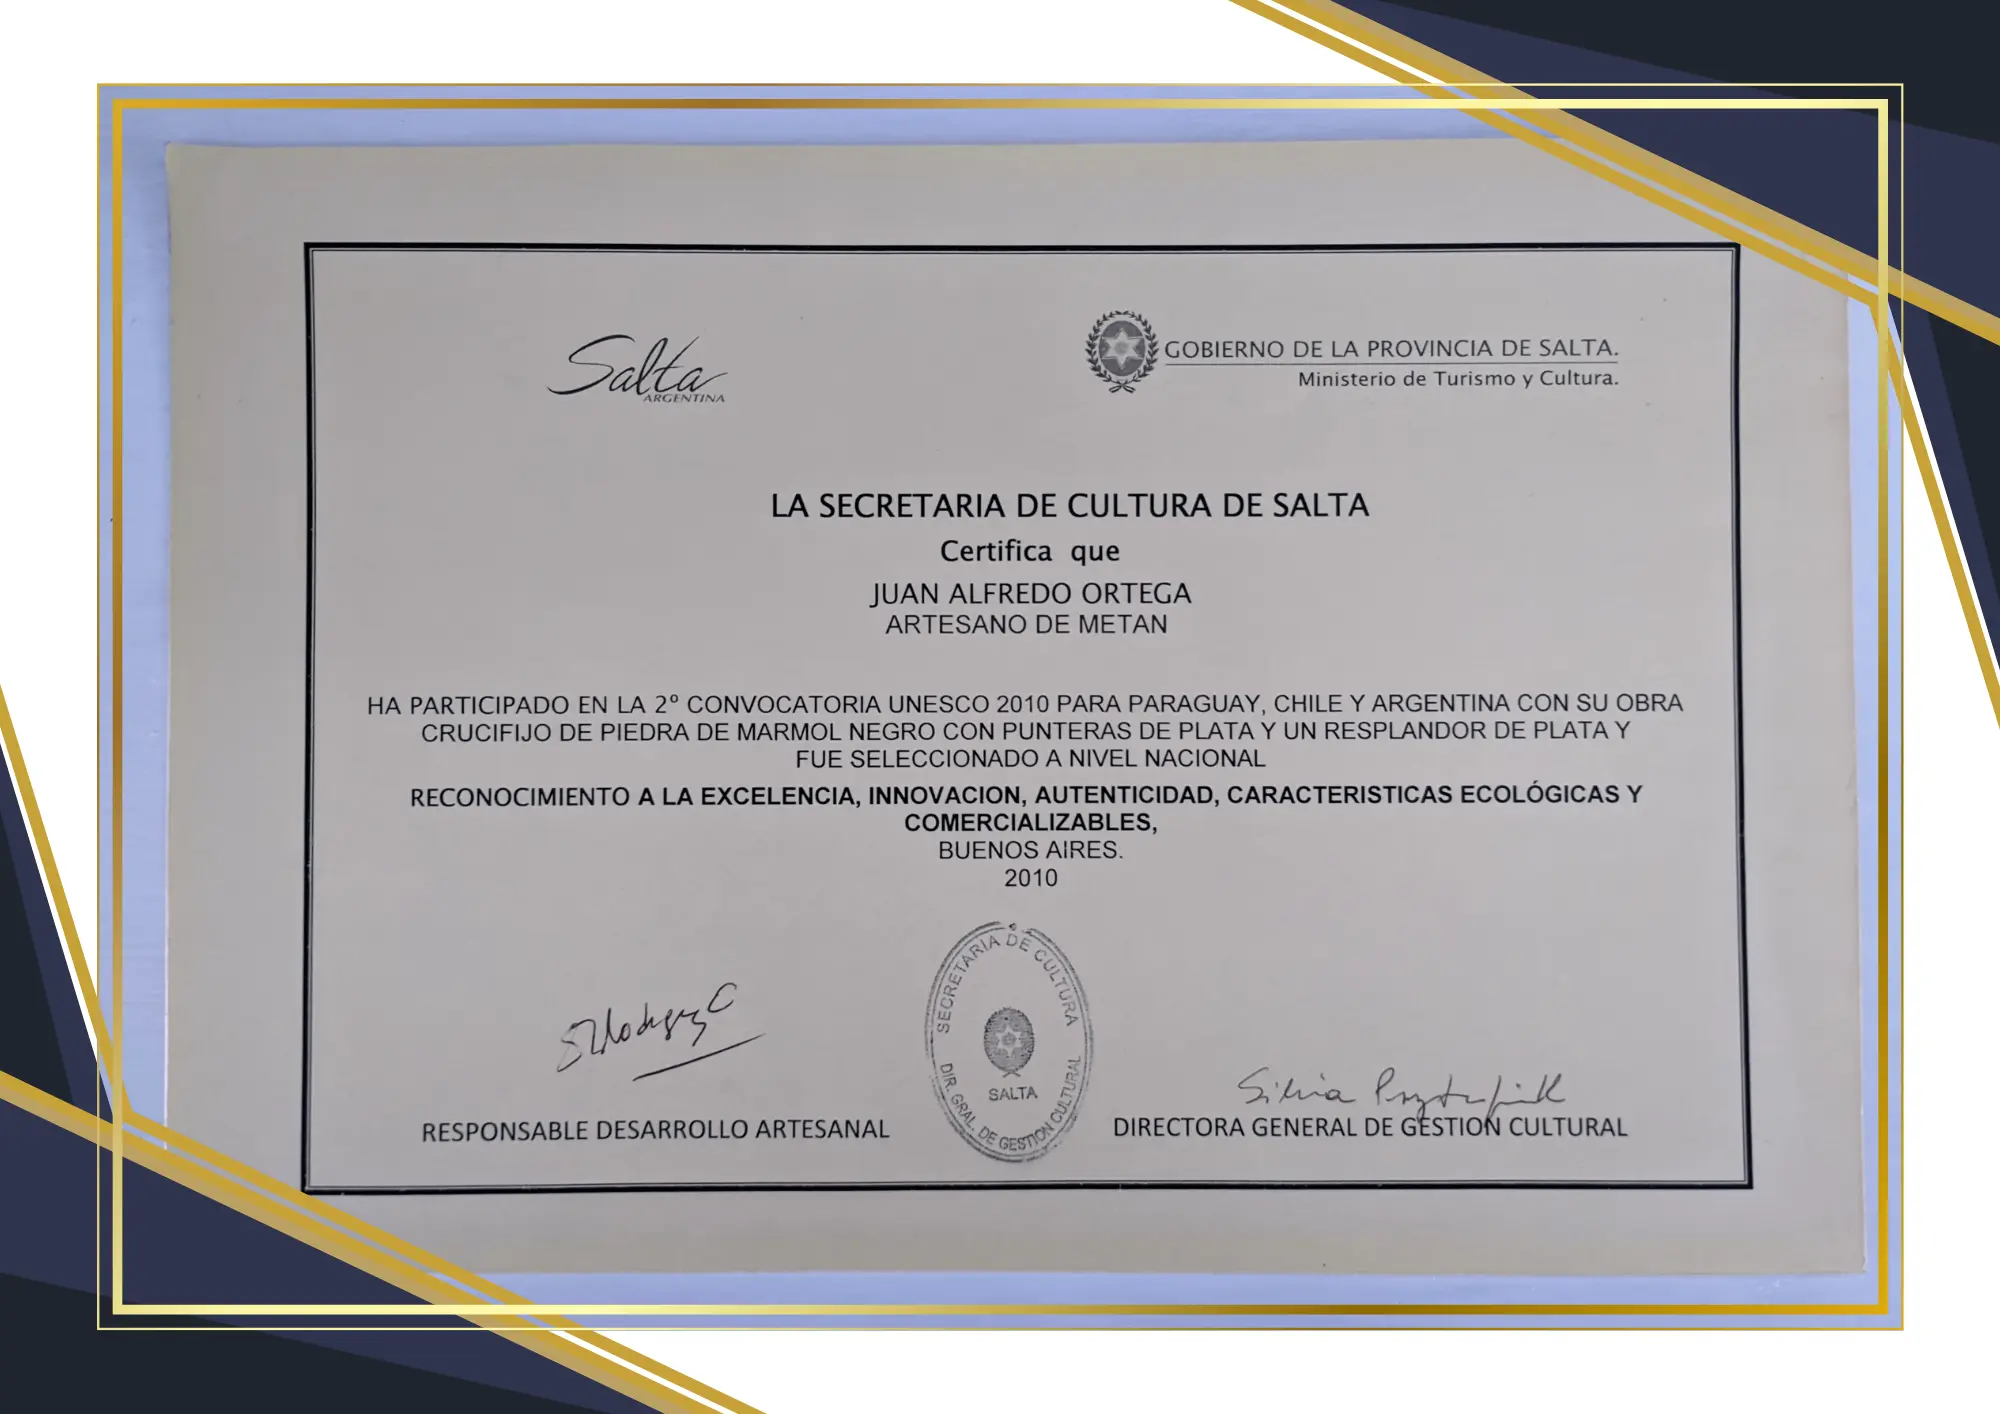 Salta
ARGENTINA
GOBIERNO DE LA PROVINCIA DE SALTA.
Ministerio de Turismo y Cultura.
LA SECRETARIA DE CULTURA DE SALTA
Certifica que
JUAN ALFREDO ORTEGA
ARTESANO DE METAN
HA PARTICIPADO EN LA 2º CONVOCATORIA UNESCO 2010 PARA PARAGUAY, CHILE Y ARGENTINA CON SU OBRA
CRUCIFIJO DE PIEDRA DE MARMOL NEGRO CON PUNTERAS DE PLATA Y UN RESPLANDOR DE PLATA Y
FUE SELECCIONADO A NIVEL NACIONAL
RECONOCIMIENTO A LA EXCELENCIA, INNOVACION, AUTENTICIDAD, CARACTERISTICAS ECOLÓGICAS Y
COMERCIALIZABLES,
BUENOS AIRES.
2010
SECRETARIA DE CULTURA
SALTA
DIR. GRAL. DE GESTION CULTURAL
Silvia
RESPONSABLE DESARROLLO ARTESANAL
DIRECTORA GENERAL DE GESTION CULTURAL